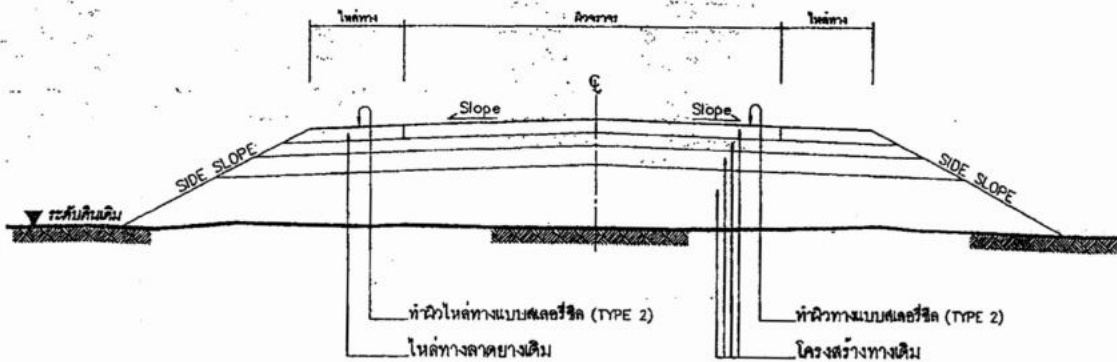 ไหล่ทาง ผิวจราจร ไหล่ทาง
℄
Slope Slope
SIDE SLOPE SIDE SLOPE
ระดับดินเดิม
ทำผิวไหล่ทางแบบสเลอรี่ซีล (TYPE 2) ทำผิวทางแบบสเลอรี่ซีล (TYPE 2)
ไหล่ทางลาดยางเดิม โครงสร้างทางเดิม